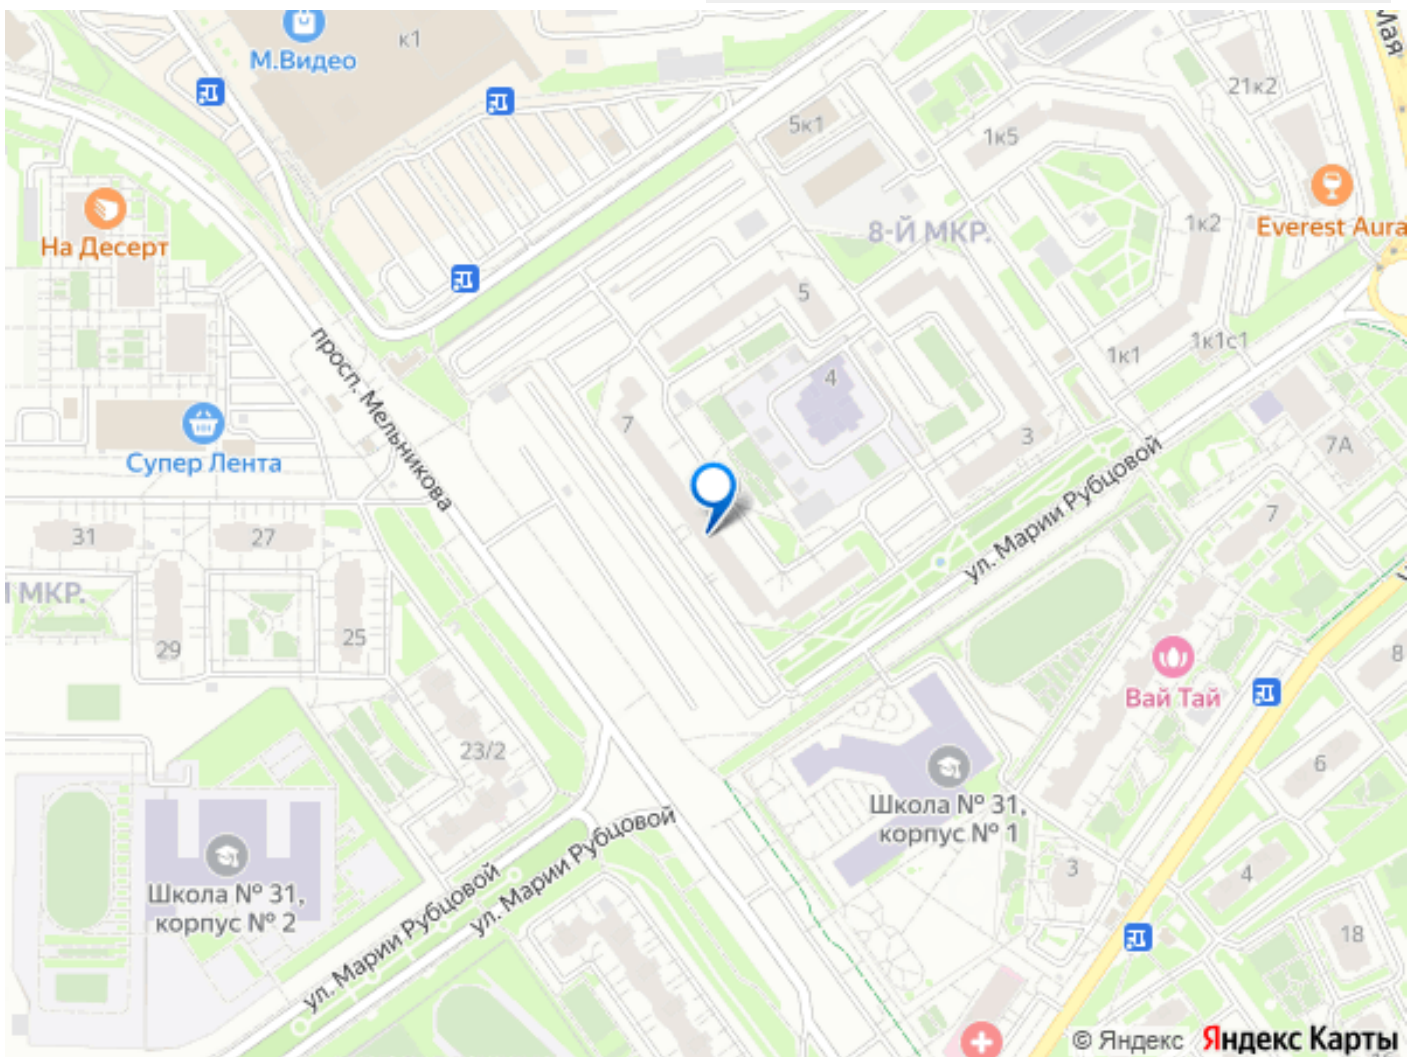 к1
М.Видео
Мая
21к2
5к1
1к5
Everest Aura
1к2
8-Й МКР.
На Десерт
5
просп. Мельникова
1к1с1
1к1
4
7
3
7А
Супер Лента
ул. Марии Рубцовой
7
31
27
МКР.
29
25
8
Вай Тай
23/2
6
Школа № 31,
корпус № 1
ул. Марии Рубцовой
ул. Марии Рубцовой
3
4
Школа № 31,
корпус № 2
18
© Яндекс
Яндекс Карты